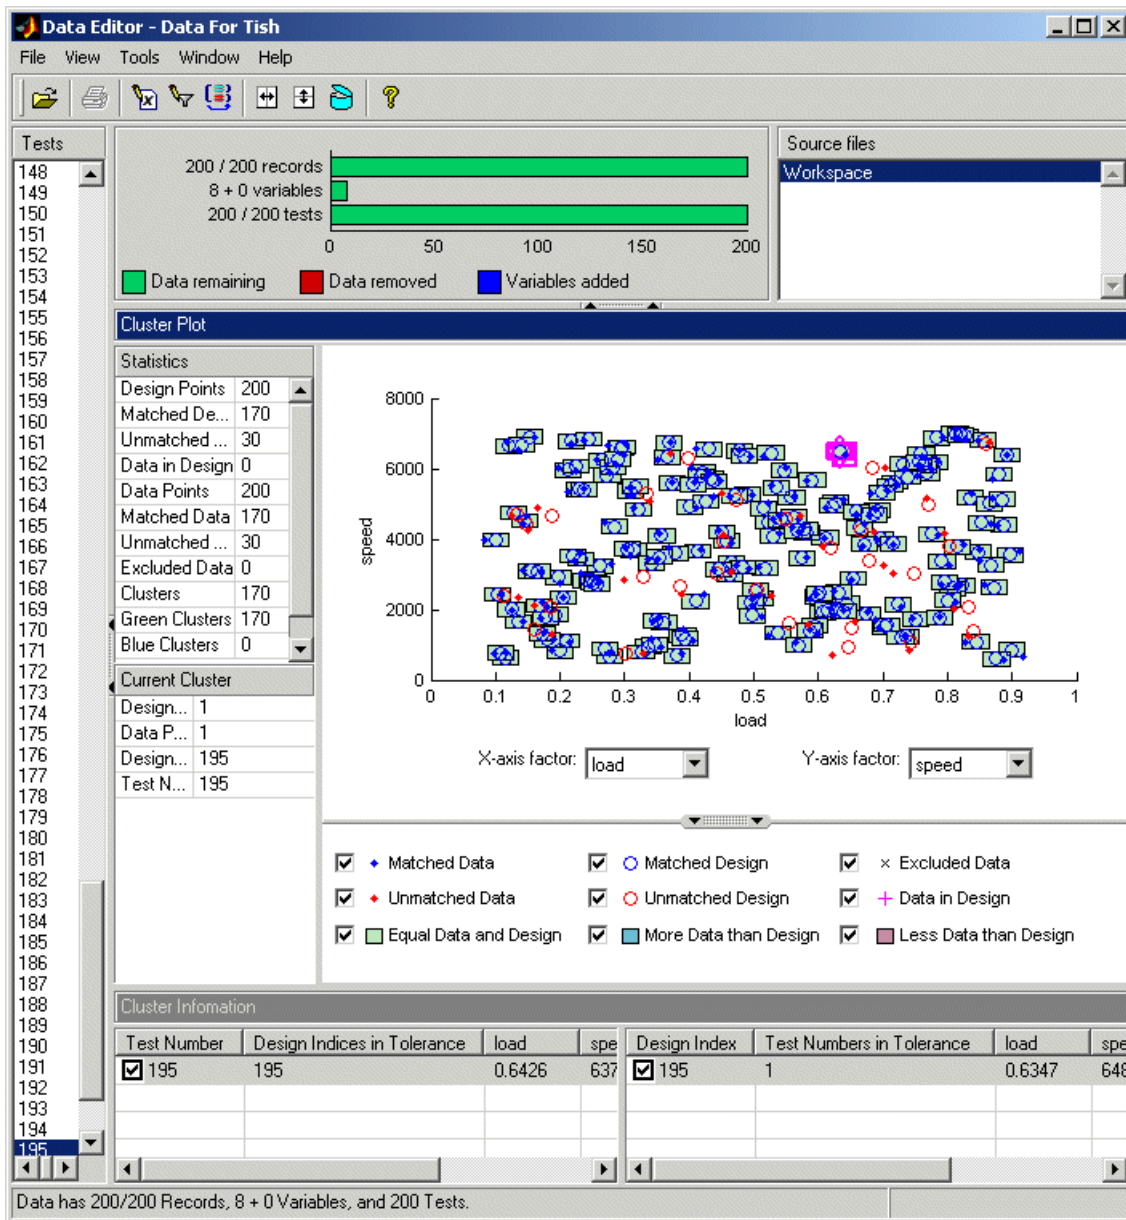 Data Editor - Data For Tish
File View Tools Window Help
Tests
148
149
150
151
152
153
154
155
156
157
158
159
160
161
162
163
164
165
166
167
168
169
170
171
172
173
174
175
176
177
178
179
180
181
182
183
184
185
186
187
188
189
190
191
192
193
194
195
200 / 200 records
8 + 0 variables
200 / 200 tests
0 50 100 150 200
Data remaining Data removed Variables added
Source files
Workspace
Cluster Plot
Statistics
Design Points 200
Matched De... 170
Unmatched ... 30
Data in Design 0
Data Points 200
Matched Data 170
Unmatched ... 30
Excluded Data 0
Clusters 170
Green Clusters 170
Blue Clusters 0
Current Cluster
Design... 1
Data P... 1
Design... 195
Test N... 195
8000
6000
4000
2000
0
speed
0 0.1 0.2 0.3 0.4 0.5 0.6 0.7 0.8 0.9 1
load
X-axis factor: load Y-axis factor: speed
Matched Data Matched Design Excluded Data
Unmatched Data Unmatched Design Data in Design
Equal Data and Design More Data than Design Less Data than Design
Cluster Infomation
Test Number Design Indices in Tolerance load spe
195 195 0.6426 637
Design Index Test Numbers in Tolerance load spe
195 1 0.6347 648
Data has 200/200 Records, 8 + 0 Variables, and 200 Tests.